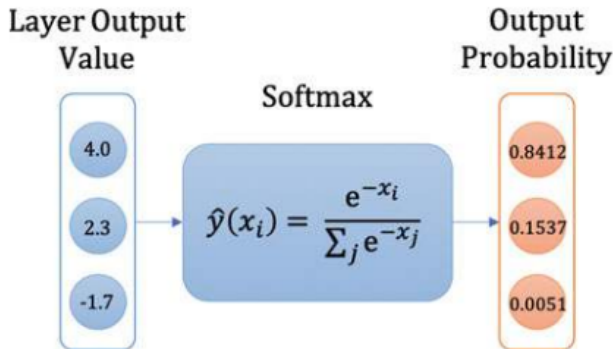 Layer Output
Value
4.0
2.3
-1.7
Softmax
ŷ(xᵢ) = e^{-xᵢ} / ∑ⱼ e^{-xⱼ}
Output
Probability
0.8412
0.1537
0.0051